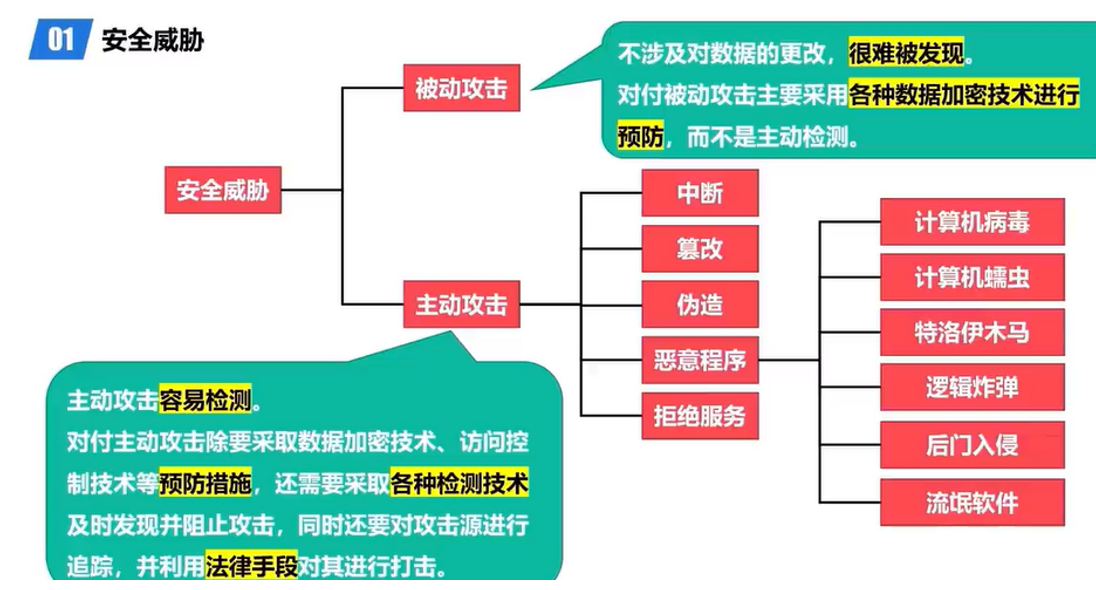 01 安全威胁
不涉及对数据的更改，很难被发现。
对付被动攻击主要采用各种数据加密技术进行
预防，而不是主动检测。
被动攻击
安全威胁
主动攻击
中断
篡改
伪造
恶意程序
拒绝服务
计算机病毒
计算机蠕虫
特洛伊木马
逻辑炸弹
后门入侵
流氓软件
主动攻击容易检测。
对付主动攻击除要采取数据加密技术、访问控
制技术等预防措施，还需要采取各种检测技术
及时发现并阻止攻击，同时还要对攻击源进行
追踪，并利用法律手段对其进行打击。